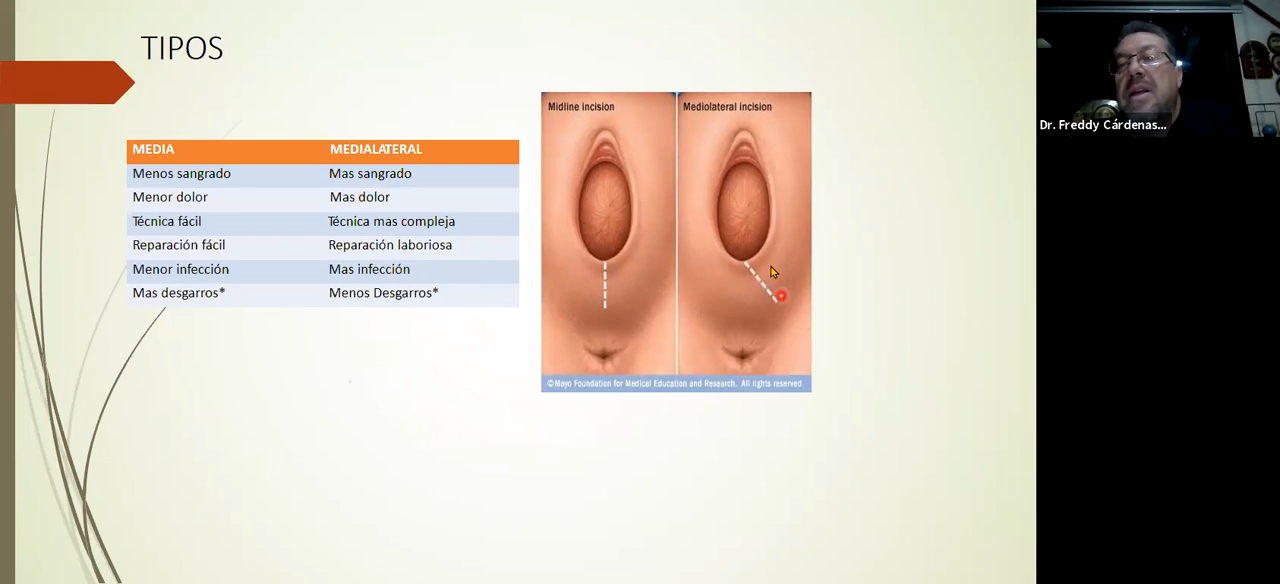 TIPOS
MEDIA MEDIALATERAL
Menos sangrado Mas sangrado
Menor dolor Mas dolor
Técnica fácil Técnica mas compleja
Reparación fácil Reparación laboriosa
Menor infección Mas infección
Mas desgarros* Menos Desgarros*
Midline incision Mediolateral incision
©Mayo Foundation for Medical Education and Research. All rights reserved
Dr. Freddy Cárdenas...